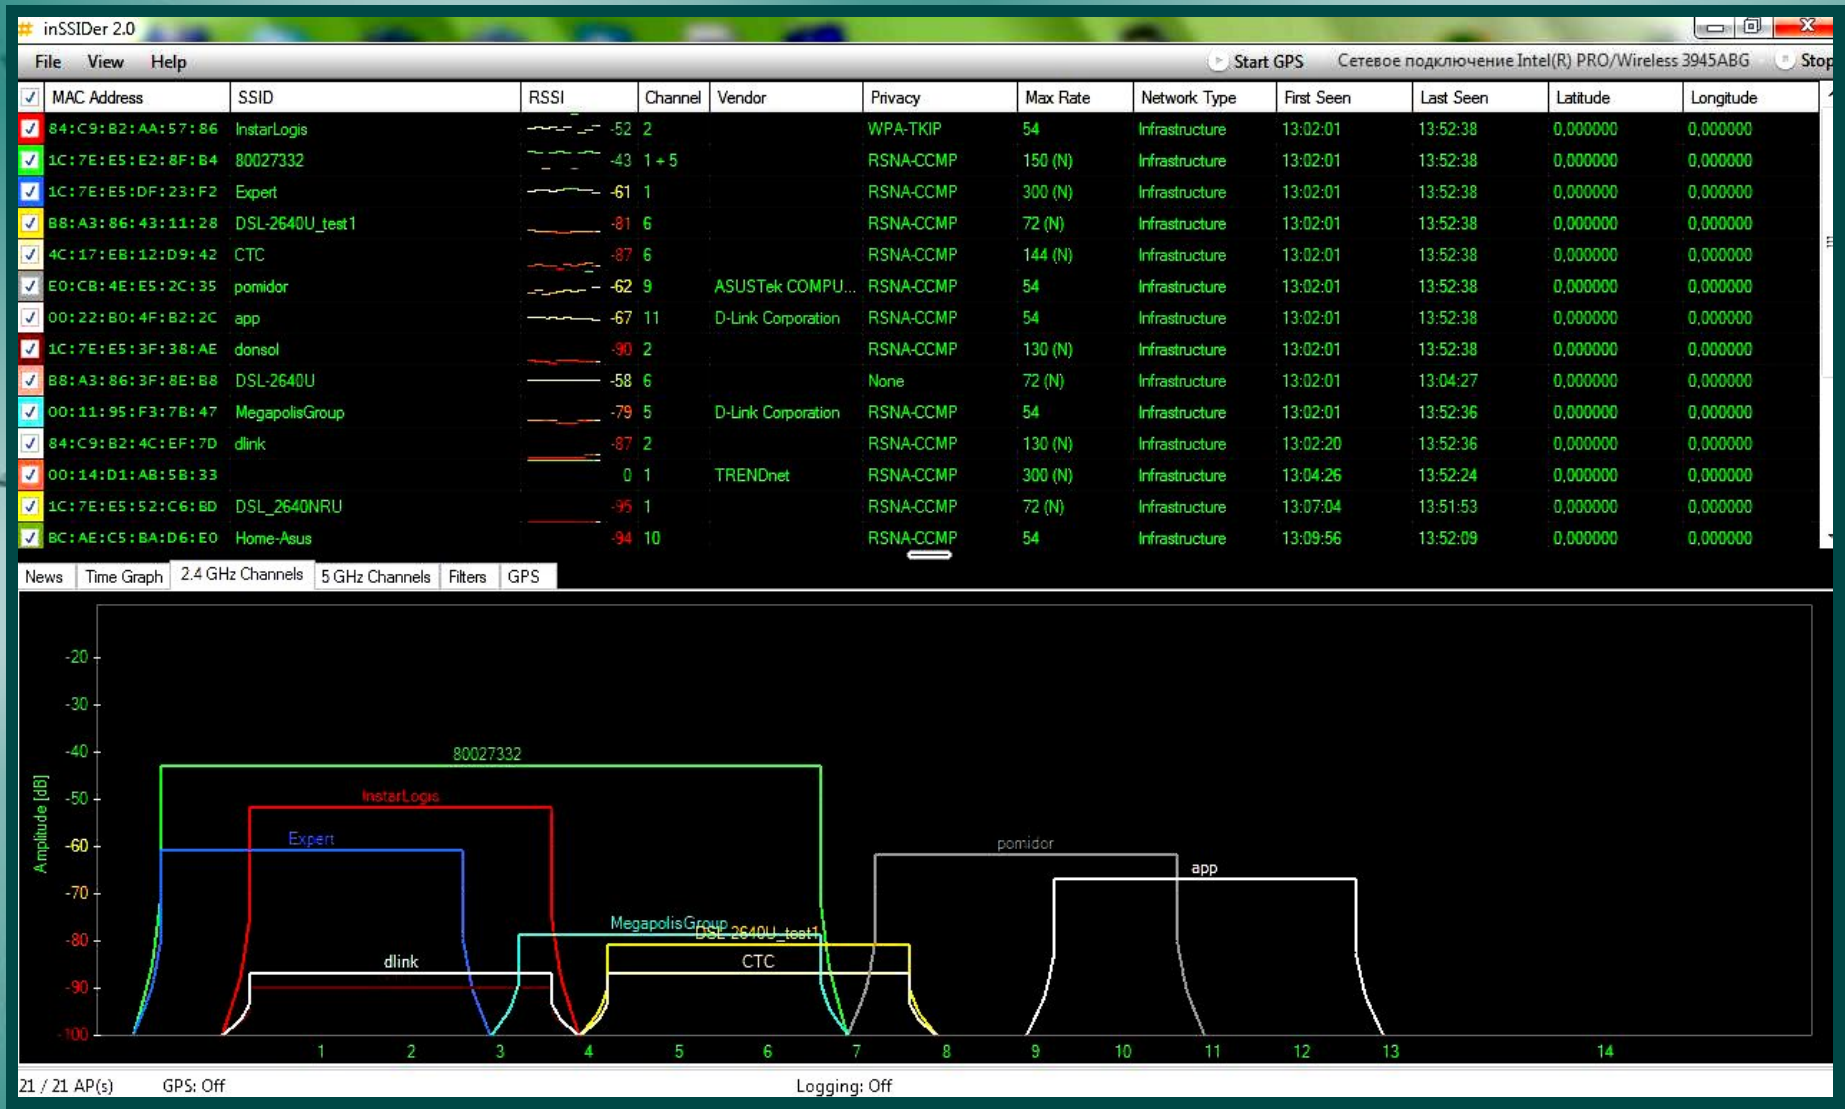 inSSIDer 2.0
File View Help Start GPS Сетевое подключение Intel(R) PRO/Wireless 3945ABG Stop
MAC Address SSID RSSI Channel Vendor Privacy Max Rate Network Type First Seen Last Seen Latitude Longitude
84:C9:B2:AA:57:86 InstarLogis -52 2 WPA-TKIP 54 Infrastructure 13:02:01 13:52:38 0,000000 0,000000
1C:7E:E5:E2:8F:B4 80027332 -43 1 + 5 RSNA-CCMP 150 (N) Infrastructure 13:02:01 13:52:38 0,000000 0,000000
1C:7E:E5:DF:23:F2 Expert -61 1 RSNA-CCMP 300 (N) Infrastructure 13:02:01 13:52:38 0,000000 0,000000
B8:A3:86:43:11:28 DSL-2640U_test1 -81 6 RSNA-CCMP 72 (N) Infrastructure 13:02:01 13:52:38 0,000000 0,000000
4C:17:EB:12:D9:42 CTC -87 6 RSNA-CCMP 144 (N) Infrastructure 13:02:01 13:52:38 0,000000 0,000000
E0:CB:4E:E5:2C:35 pomidor -62 9 ASUSTek COMPU... RSNA-CCMP 54 Infrastructure 13:02:01 13:52:38 0,000000 0,000000
00:22:B0:4F:B2:2C app -67 11 D-Link Corporation RSNA-CCMP 54 Infrastructure 13:02:01 13:52:38 0,000000 0,000000
1C:7E:E5:3F:38:AE donsol -90 2 RSNA-CCMP 130 (N) Infrastructure 13:02:01 13:52:38 0,000000 0,000000
B8:A3:86:3F:8E:B8 DSL-2640U -58 6 None 72 (N) Infrastructure 13:02:01 13:04:27 0,000000 0,000000
00:11:95:F3:7B:47 MegapolisGroup -79 5 D-Link Corporation RSNA-CCMP 54 Infrastructure 13:02:01 13:52:36 0,000000 0,000000
84:C9:B2:4C:EF:7D dlink -87 2 RSNA-CCMP 130 (N) Infrastructure 13:02:20 13:52:36 0,000000 0,000000
00:14:D1:AB:5B:33 0 1 TRENDnet RSNA-CCMP 300 (N) Infrastructure 13:04:26 13:52:24 0,000000 0,000000
1C:7E:E5:52:C6:BD DSL_2640NRU -95 1 RSNA-CCMP 72 (N) Infrastructure 13:07:04 13:51:53 0,000000 0,000000
BC:AE:C5:BA:D6:E0 Home-Asus -94 10 RSNA-CCMP 54 Infrastructure 13:09:56 13:52:09 0,000000 0,000000
News Time Graph 2.4 GHz Channels 5 GHz Channels Filters GPS
Amplitude [dB]
-20
-30
-40
-50
-60
-70
-80
-90
-100
80027332
InstarLogis
Expert
pomidor
app
MegapolisGroup
DSL-2640U_test1
dlink
CTC
1 2 3 4 5 6 7 8 9 10 11 12 13 14
21 / 21 AP(s) GPS: Off Logging: Off